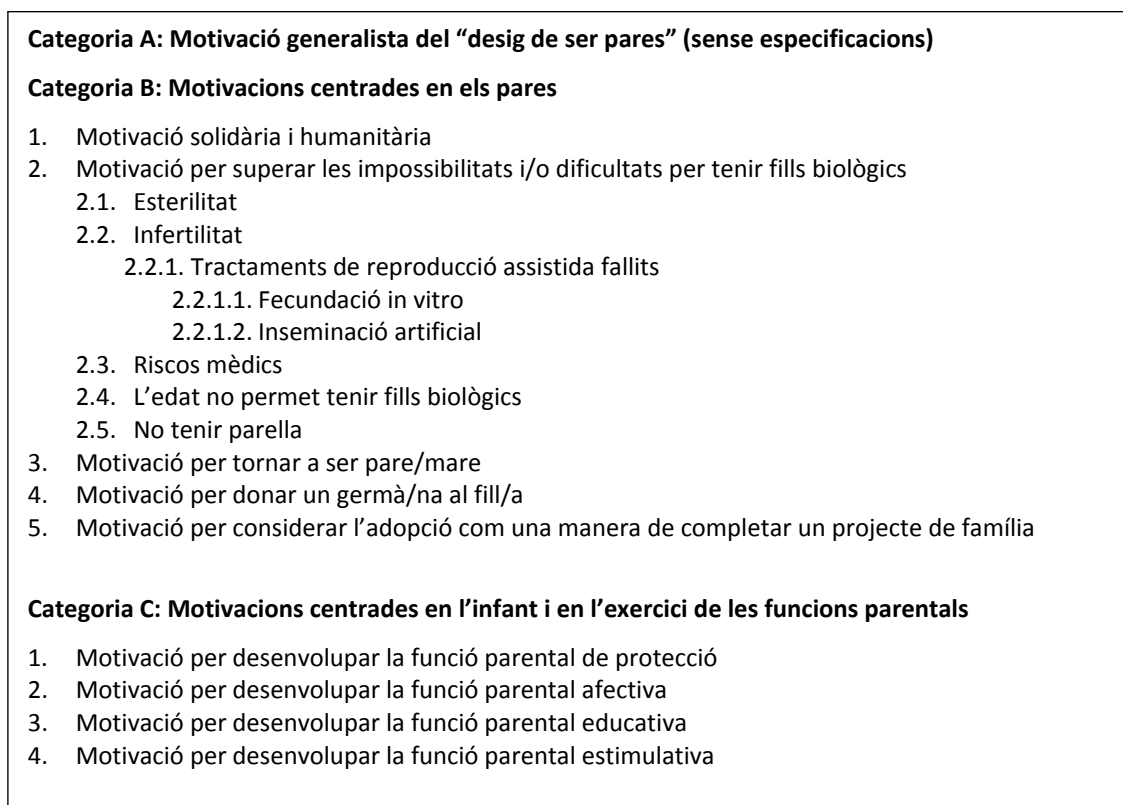 Categoria A: Motivació generalista del “desig de ser pares” (sense especificacions)
Categoria B: Motivacions centrades en els pares
1. Motivació solidària i humanitària
2. Motivació per superar les impossibilitats i/o dificultats per tenir fills biològics
2.1. Esterilitat
2.2. Infertilitat
2.2.1. Tractaments de reproducció assistida fallits
2.2.1.1. Fecundació in vitro
2.2.1.2. Inseminació artificial
2.3. Riscos mèdics
2.4. L’edat no permet tenir fills biològics
2.5. No tenir parella
3. Motivació per tornar a ser pare/mare
4. Motivació per donar un germà/na al fill/a
5. Motivació per considerar l’adopció com una manera de completar un projecte de família
Categoria C: Motivacions centrades en l’infant i en l’exercici de les funcions parentals
1. Motivació per desenvolupar la funció parental de protecció
2. Motivació per desenvolupar la funció parental afectiva
3. Motivació per desenvolupar la funció parental educativa
4. Motivació per desenvolupar la funció parental estimulativa